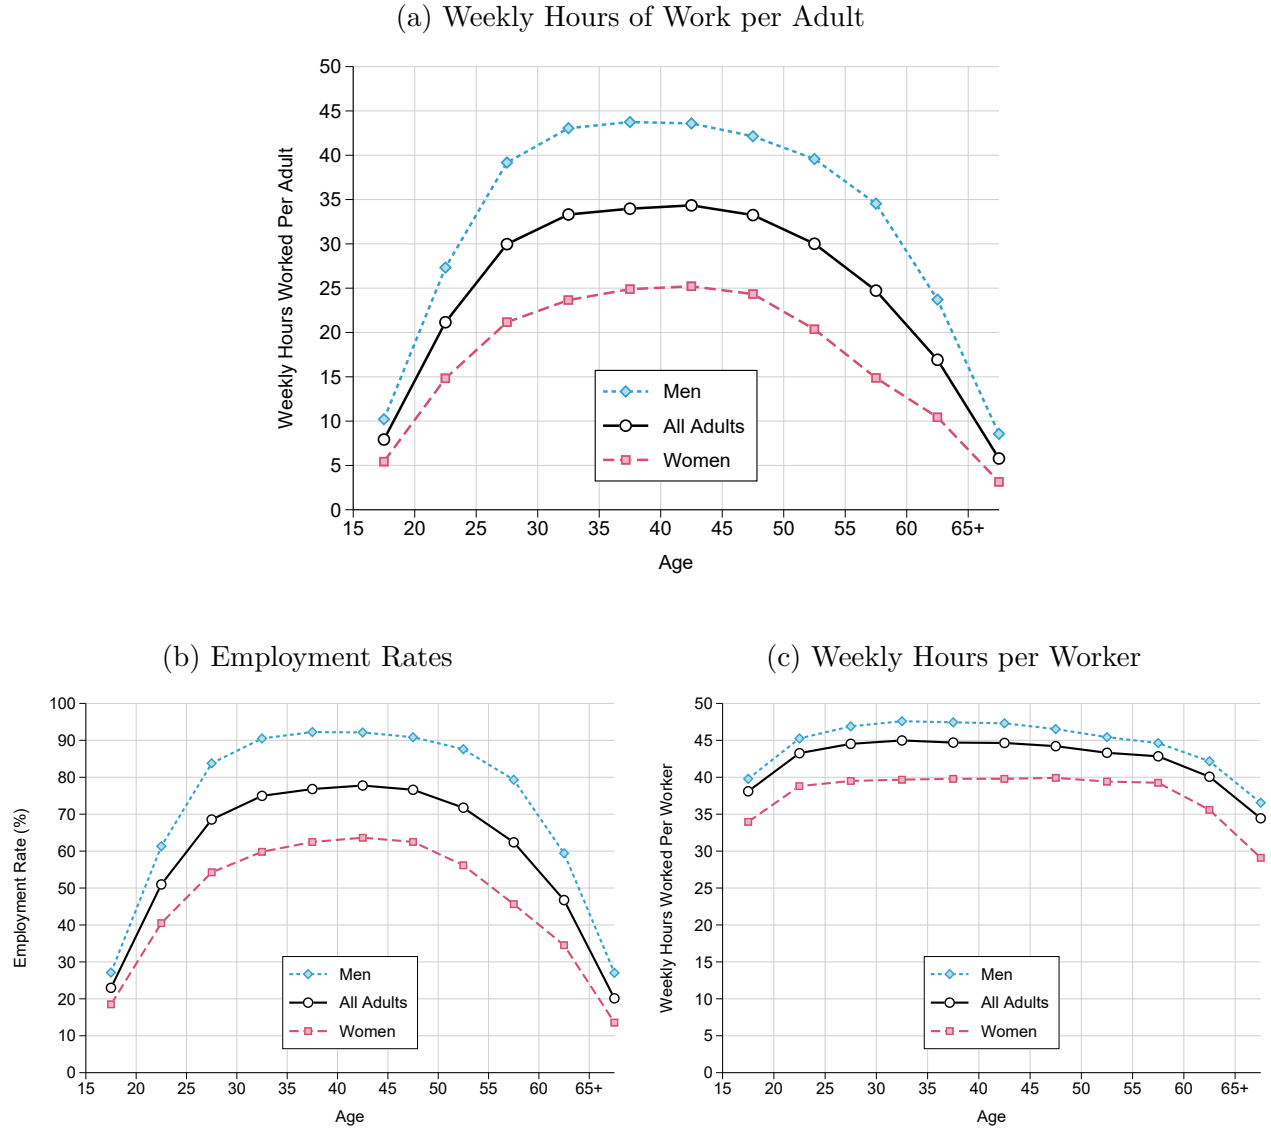 (a) Weekly Hours of Work per Adult
50
45
40
35
30
25
20
15
10
5
0
Weekly Hours Worked Per Adult
Men
All Adults
Women
15 20 25 30 35 40 45 50 55 60 65+
Age
(b) Employment Rates
100
90
80
70
60
50
40
30
20
10
0
Employment Rate (%)
Men
All Adults
Women
15 20 25 30 35 40 45 50 55 60 65+
Age
(c) Weekly Hours per Worker
50
45
40
35
30
25
20
15
10
5
0
Weekly Hours Worked Per Worker
Men
All Adults
Women
15 20 25 30 35 40 45 50 55 60 65+
Age